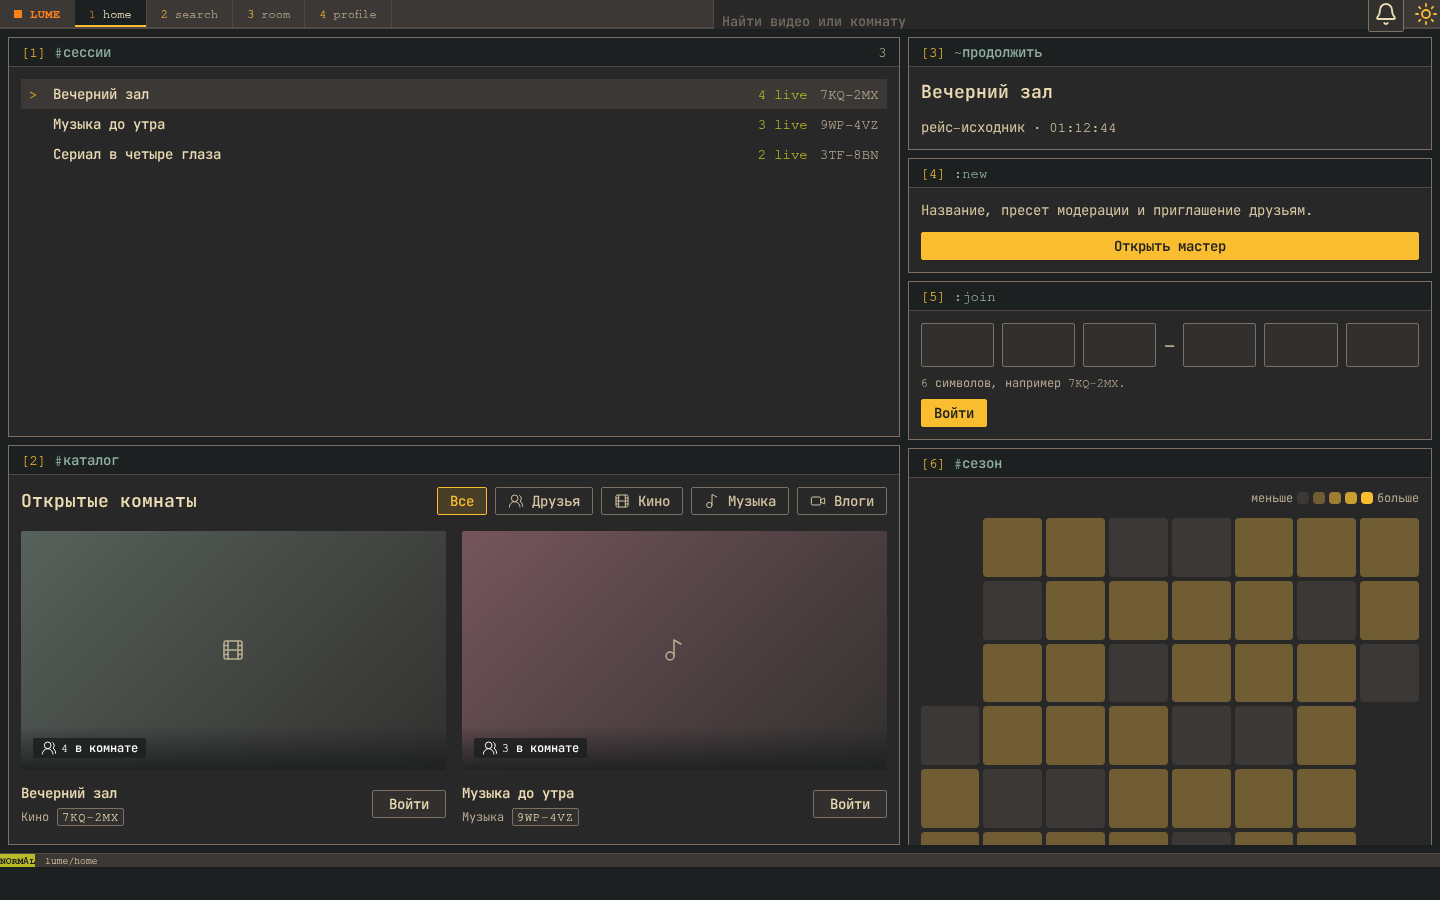 LUME 1 home 2 search 3 room 4 profile Найти видео или комнату
[1] #сессии 3
> Вечерний зал 4 live 7KQ-2MX
Музыка до утра 3 live 9WP-4VZ
Сериал в четыре глаза 2 live 3TF-8BN
[2] #каталог
Открытые комнаты Все Друзья Кино Музыка Влоги
4 в комнате
3 в комнате
Вечерний зал
Кино 7KQ-2MX
Войти
Музыка до утра
Музыка 9WP-4VZ
Войти
[3] ~продолжить
Вечерний зал
рейс-исходник · 01:12:44
[4] :new
Название, пресет модерации и приглашение друзьям.
Открыть мастер
[5] :join
—
6 символов, например 7KQ-2MX.
Войти
[6] #сезон
меньше больше
NORMAL lume/home